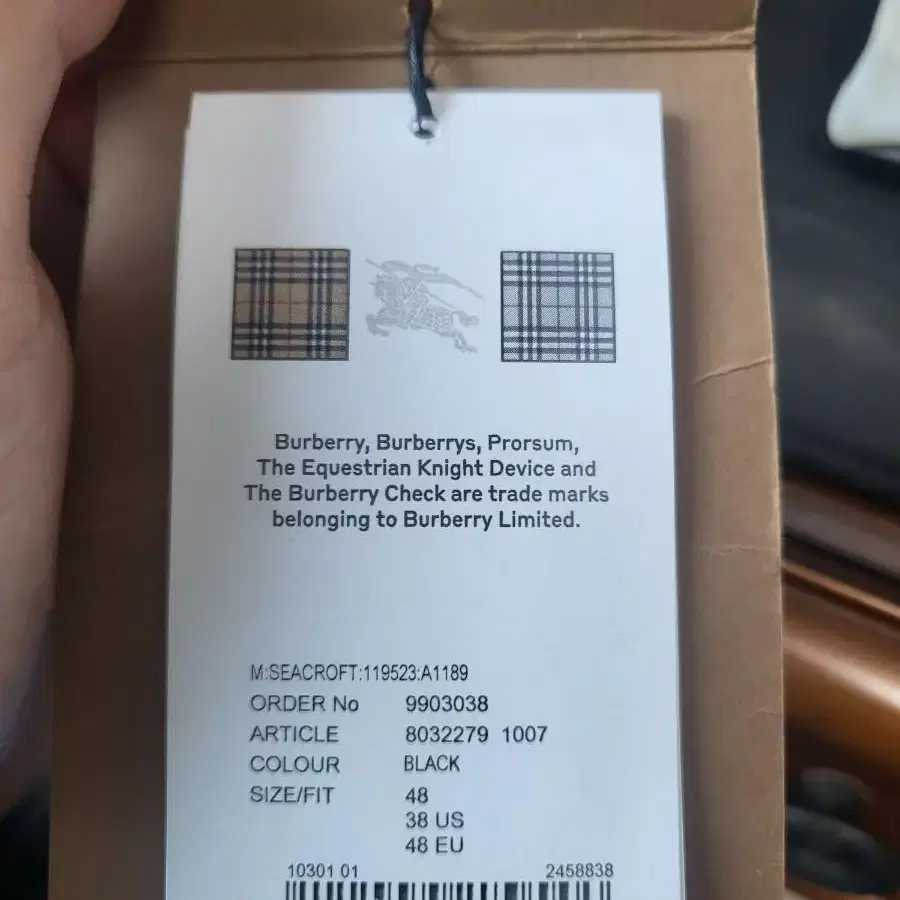 Burberry, Burberrys, Prorsum,
The Equestrian Knight Device and
The Burberry Check are trade marks
belonging to Burberry Limited.
M:SEACROFT:119523:A1189
ORDER No 9903038
ARTICLE 8032279 1007
COLOUR BLACK
SIZE/FIT 48
38 US
48 EU
10301 01 2458838